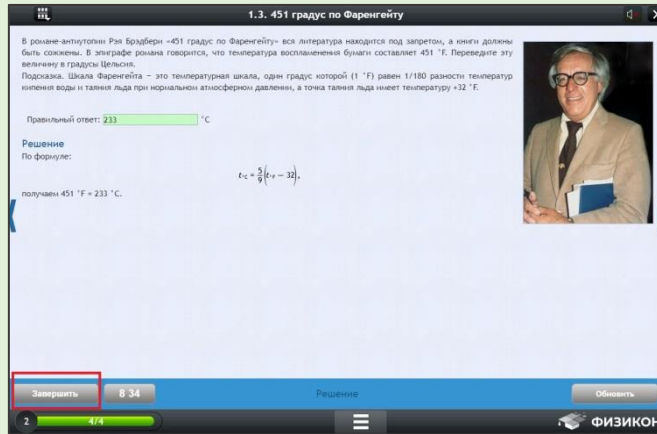 1.3. 451 градус по Фаренгейту
В романе-антиутопии Рэя Брэдбери «451 градус по Фаренгейту» вся литература находится под запретом, а книги должны
быть сожжены. В эпиграфе романа говорится, что температура воспламенения бумаги составляет 451 °F. Переведите эту
величину в градусы Цельсия.
Подсказка. Шкала Фаренгейта – это температурная шкала, один градус которой (1 °F) равен 1/180 разности температур
кипения воды и таяния льда при нормальном атмосферном давлении, а точка таяния льда имеет температуру +32 °F.
Правильный ответ: 233 °C
Решение
По формуле:
t°C = 5/9 (t°F − 32),
получаем 451 °F = 233 °C.
Завершить 8 34 Решение Обновить
2 4/4 ФИЗИКОН